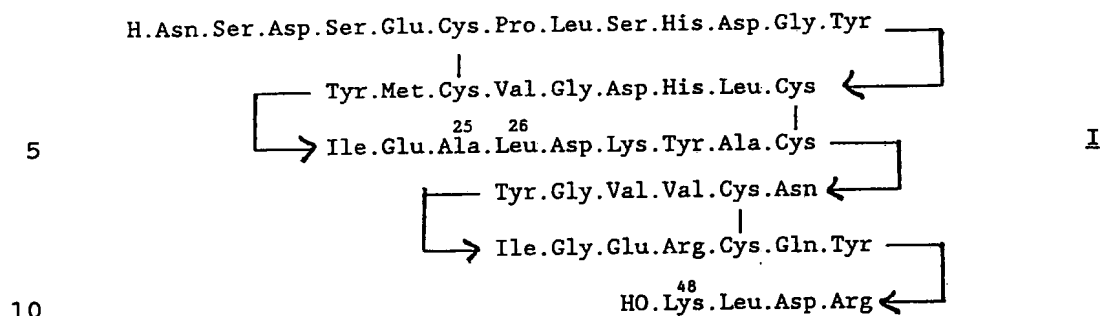 H.Asn.Ser.Asp.Ser.Glu.Cys.Pro.Leu.Ser.His.Asp.Gly.Tyr
Tyr.Met.Cys.Val.Gly.Asp.His.Leu.Cys
25 26
5 Ile.Glu.Ala.Leu.Asp.Lys.Tyr.Ala.Cys I
Tyr.Gly.Val.Val.Cys.Asn
Ile.Gly.Glu.Arg.Cys.Gln.Tyr
48
10 HO.Lys.Leu.Asp.Arg